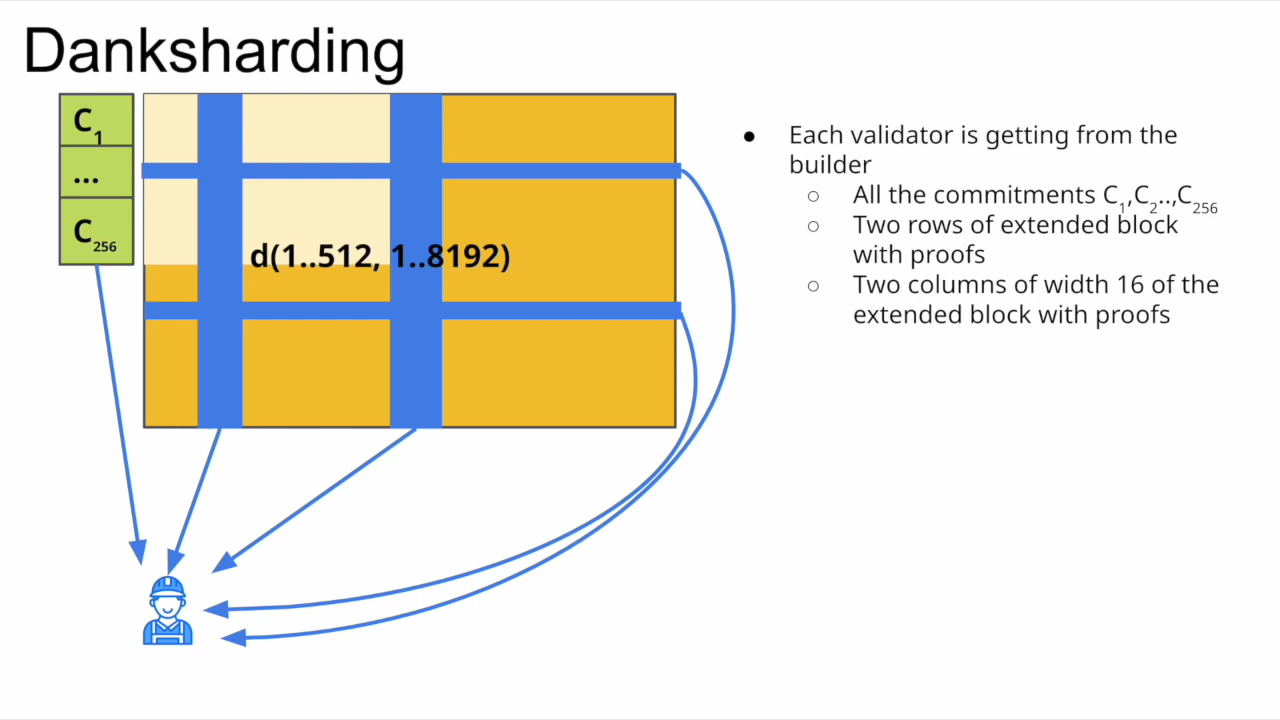 Danksharding
C1
...
C256
d(1..512, 1..8192)
● Each validator is getting from the
builder
○ All the commitments C1,C2..,C256
○ Two rows of extended block
with proofs
○ Two columns of width 16 of the
extended block with proofs